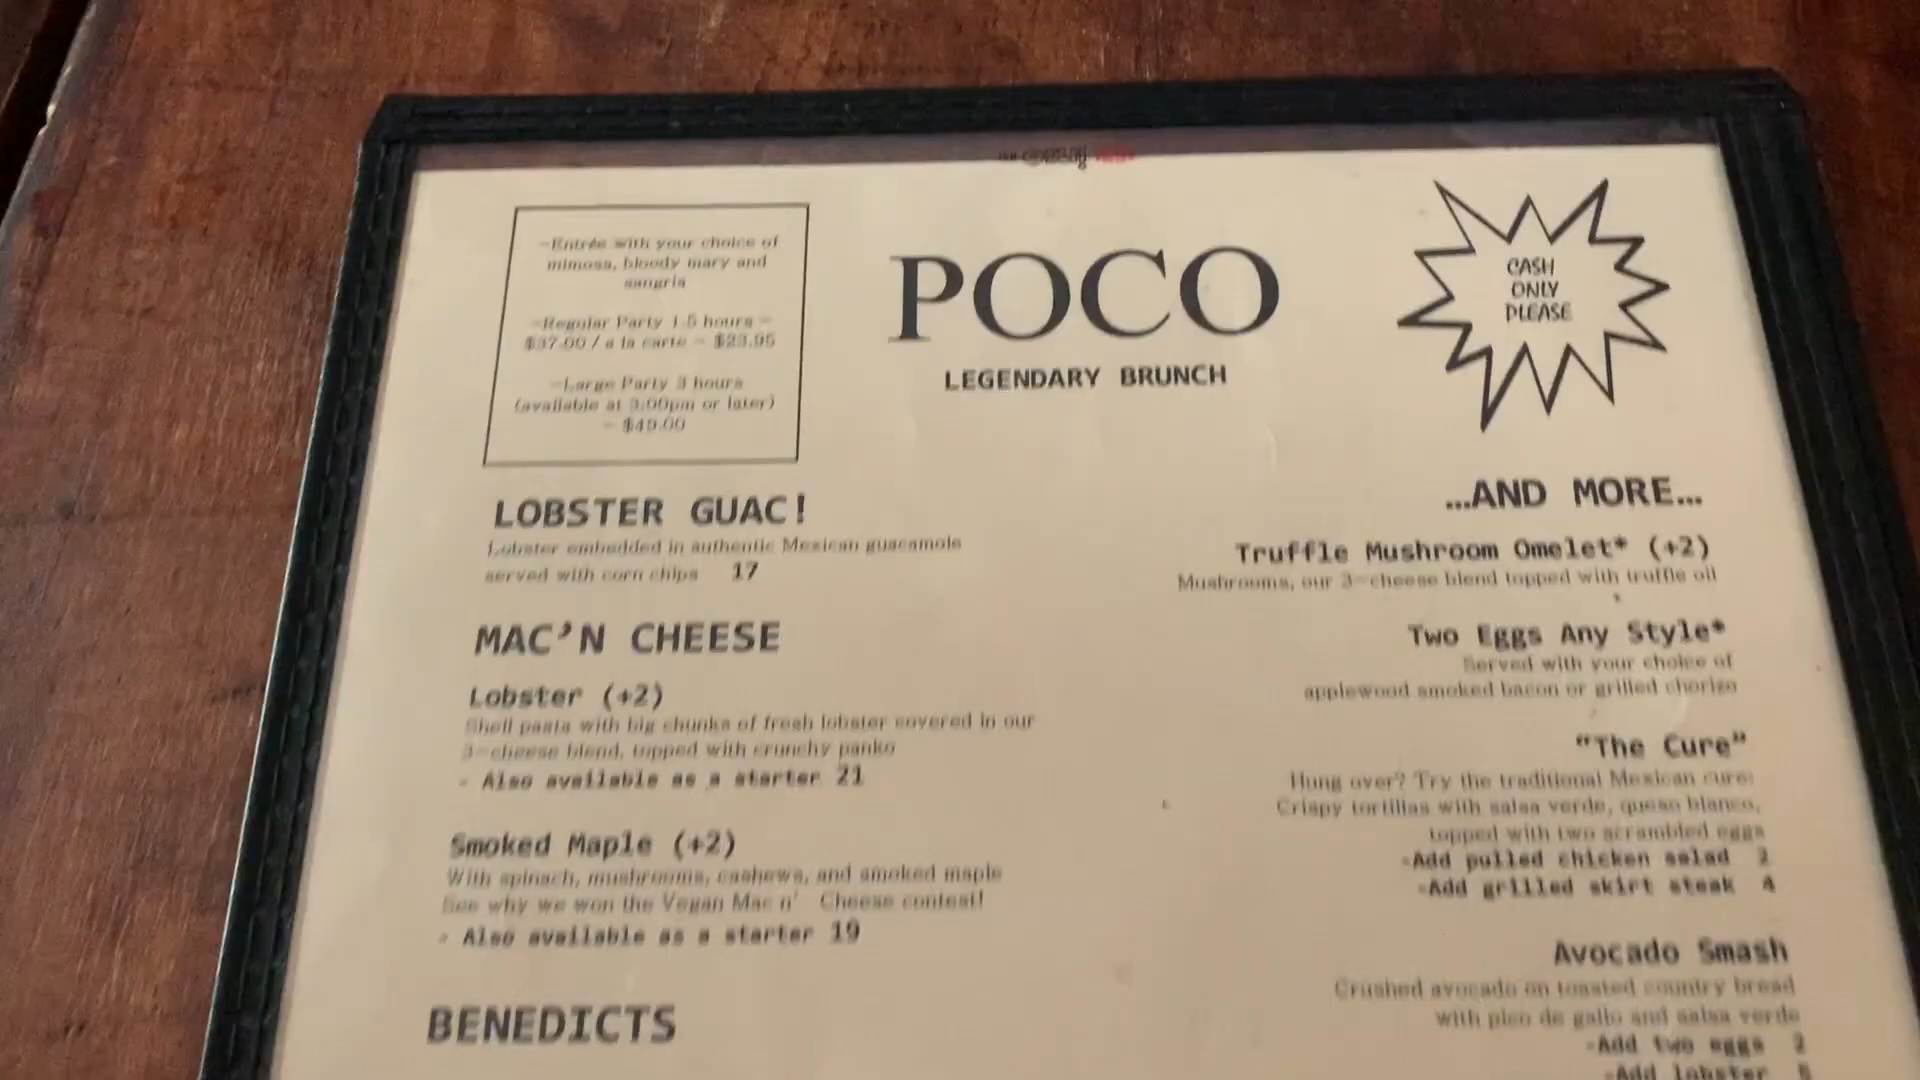 -Entrée with your choice of
mimosa, bloody mary and
sangria
-Regular Party 1.5 hours -
$37.00 / a la carte - $23.95
-Large Party 3 hours
(available at 3:00pm or later)
- $49.00
POCO
LEGENDARY BRUNCH
CASH
ONLY
PLEASE
LOBSTER GUAC!
Lobster embedded in authentic Mexican guacamole
served with corn chips 17
MAC'N CHEESE
Lobster (+2)
Shell pasta with big chunks of fresh lobster covered in our
3-cheese blend, topped with crunchy panko
- Also available as a starter 21
Smoked Maple (+2)
With spinach, mushrooms, cashews, and smoked maple
See why we won the Vegan Mac n' Cheese contest!
- Also available as a starter 19
BENEDICTS
...AND MORE...
Truffle Mushroom Omelet* (+2)
Mushrooms, our 3-cheese blend topped with truffle oil
Two Eggs Any Style*
Served with your choice of
applewood smoked bacon or grilled chorizo
"The Cure"
Hung over? Try the traditional Mexican cure:
Crispy tortillas with salsa verde, queso blanco,
topped with two scrambled eggs
-Add pulled chicken salad 2
-Add grilled skirt steak 4
Avocado Smash
Crushed avocado on toasted country bread
with pico de gallo and salsa verde
-Add two eggs 2
-Add lobster 5